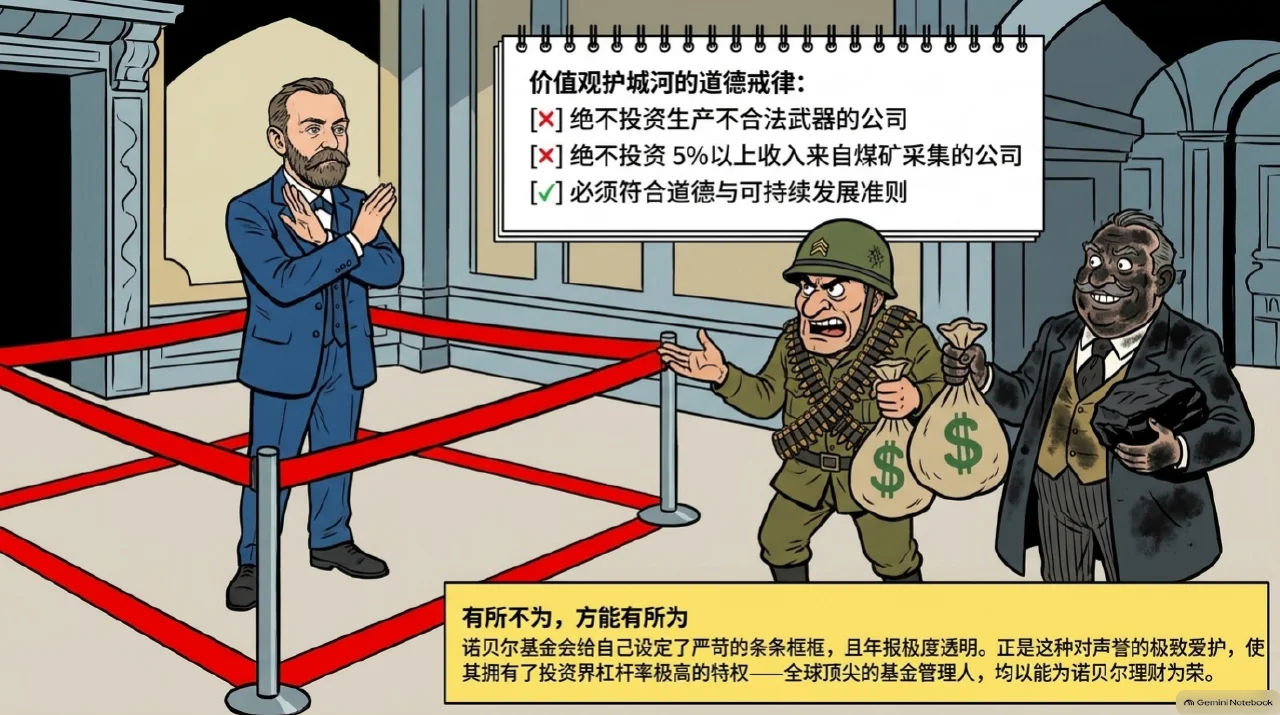 价值观护城河的道德戒律：
[×] 绝不投资生产不合法武器的公司
[×] 绝不投资 5%以上收入来自煤矿采集的公司
[✓] 必须符合道德与可持续发展准则
$
$
有所不为，方能有所为
诺贝尔基金会给自己设定了严苛的条条框框，且年报极度透明。正是这种对声誉的极致爱护，使
其拥有了投资界杠杆率极高的特权——全球顶尖的基金管理人，均以能为诺贝尔理财为荣。
Gemini Notebook